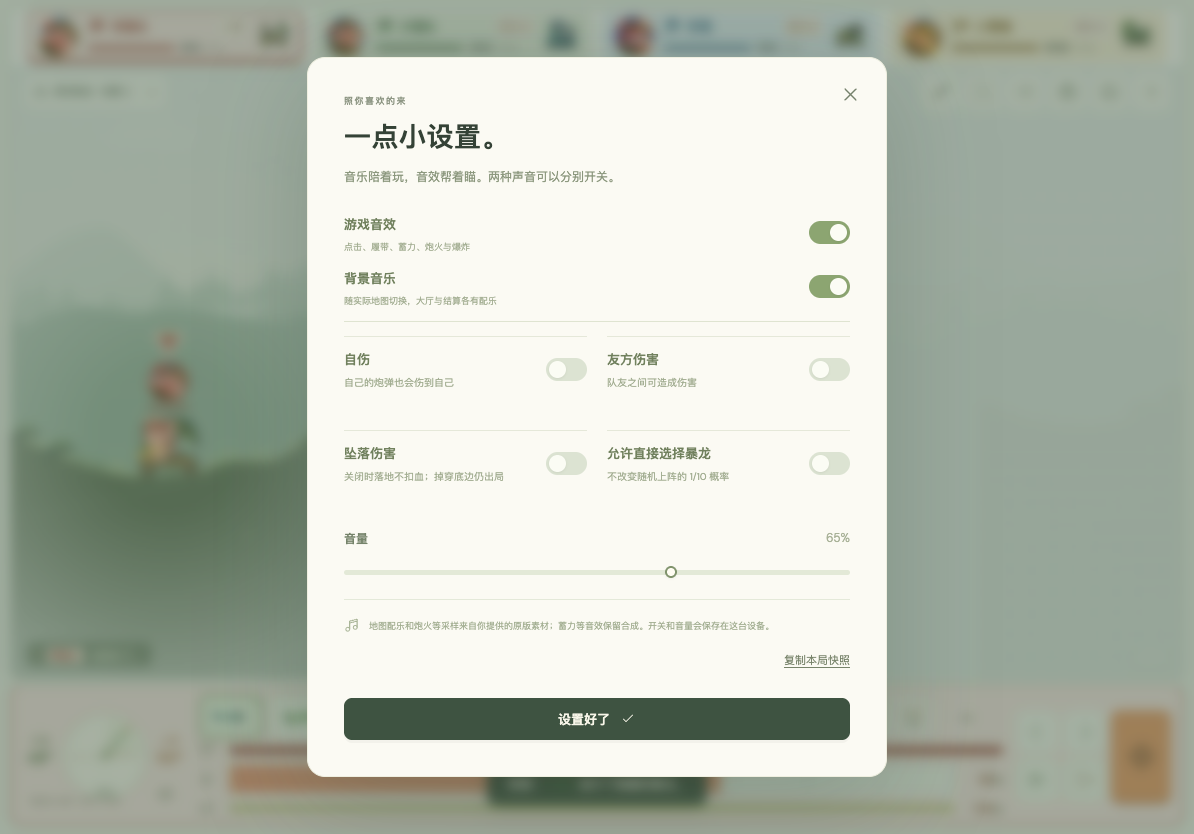 照你喜欢的来
一点小设置。
音乐陪着玩，音效帮着瞄。两种声音可以分别开关。
游戏音效
点击、履带、蓄力、炮火与爆炸
背景音乐
随实际地图切换，大厅与结算各有配乐
自伤
自己的炮弹也会伤到自己
友方伤害
队友之间可造成伤害
坠落伤害
关闭时落地不扣血；掉穿底边仍出局
允许直接选择暴龙
不改变随机上阵的 1/10 概率
音量
65%
地图配乐和炮火等采样来自你提供的原版素材；蓄力等音效保留合成。开关和音量会保存在这台设备。
复制本局快照
设置好了